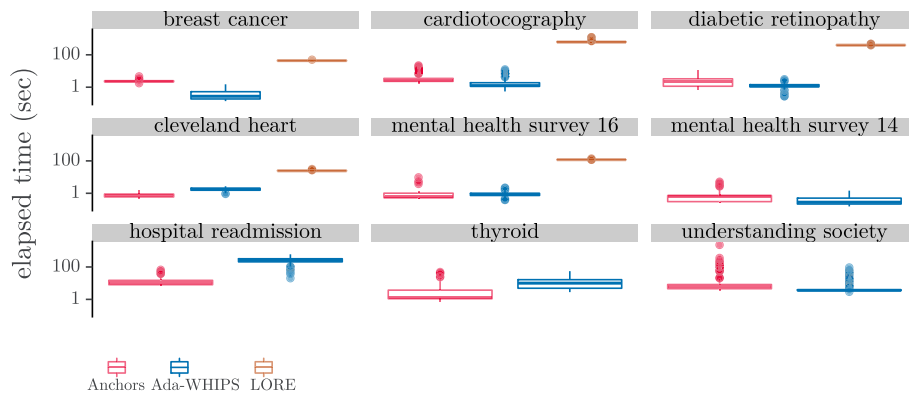 breast cancer cardiotocography diabetic retinopathy
100
1
cleveland heart mental health survey 16 mental health survey 14
100
1
hospital readmission thyroid understanding society
100
1
elapsed time (sec)
Anchors Ada-WHIPS LORE